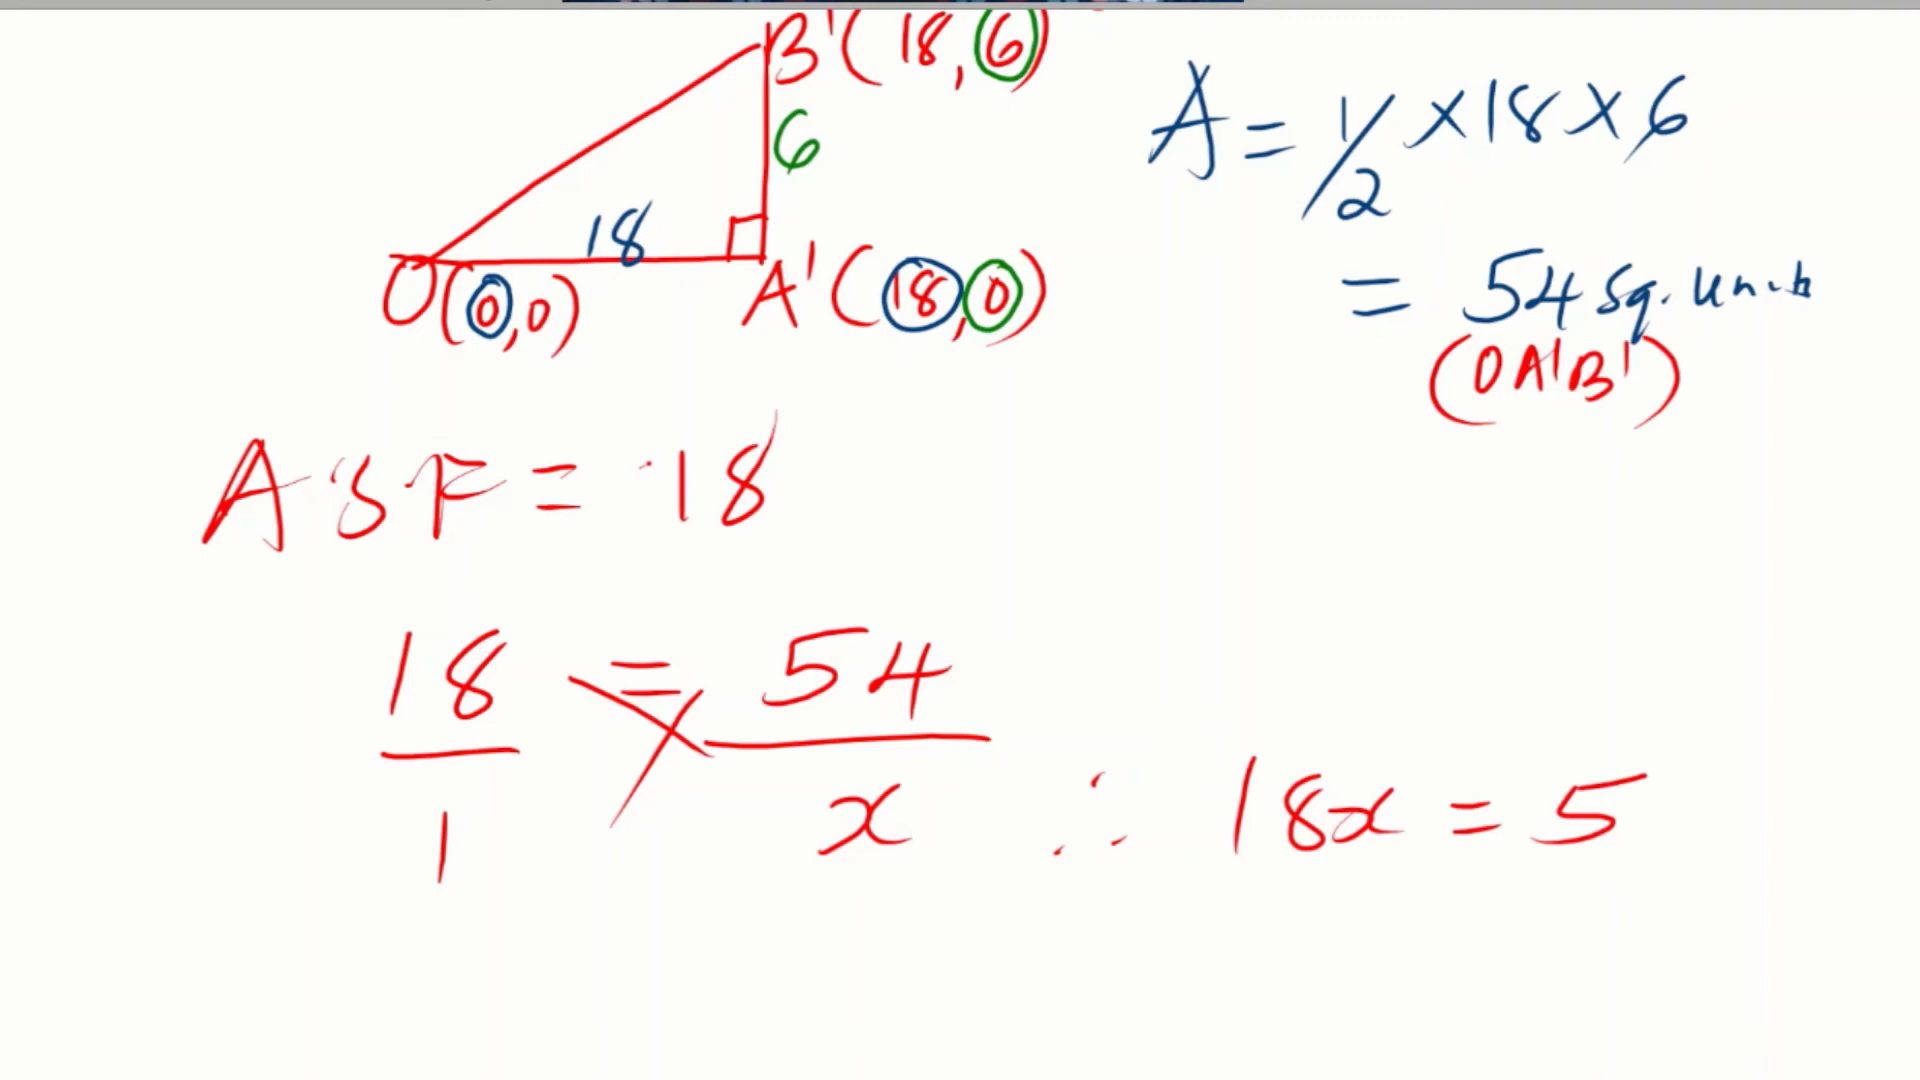 B'(18,6)
6
18
O(0,0)
A'(18,0)
A = 1/2 × 18 × 6
= 54 sq. units
(OA'B')
ASF = 18
18/1 = 54/x
∴ 18x = 5